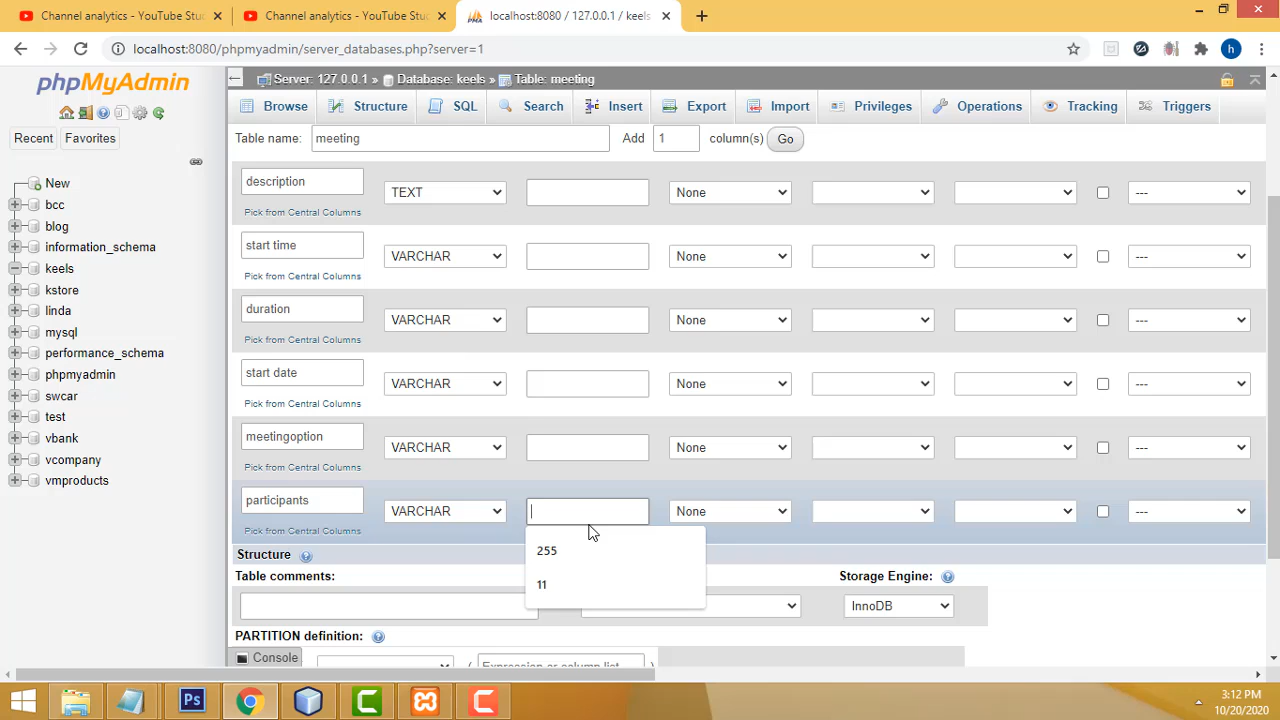 Channel analytics - YouTube Stu
Channel analytics - YouTube Stu
localhost:8080 / 127.0.0.1 / keels
localhost:8080/phpmyadmin/server_databases.php?server=1
h
phpMyAdmin
Recent
Favorites
New
bcc
blog
information_schema
keels
kstore
linda
mysql
performance_schema
phpmyadmin
swcar
test
vbank
vcompany
vmproducts
Server: 127.0.0.1 » Database: keels » Table: meeting
Browse Structure SQL Search Insert Export Import Privileges Operations Tracking Triggers
Table name: meeting Add 1 column(s) Go
description TEXT None ---
Pick from Central Columns
start time VARCHAR None ---
Pick from Central Columns
duration VARCHAR None ---
Pick from Central Columns
start date VARCHAR None ---
Pick from Central Columns
meetingoption VARCHAR None ---
Pick from Central Columns
participants VARCHAR None ---
Pick from Central Columns
255
11
Structure
Table comments: Storage Engine:
InnoDB
PARTITION definition:
Console ( Expression or column list )
Ps
3:12 PM
10/20/2020